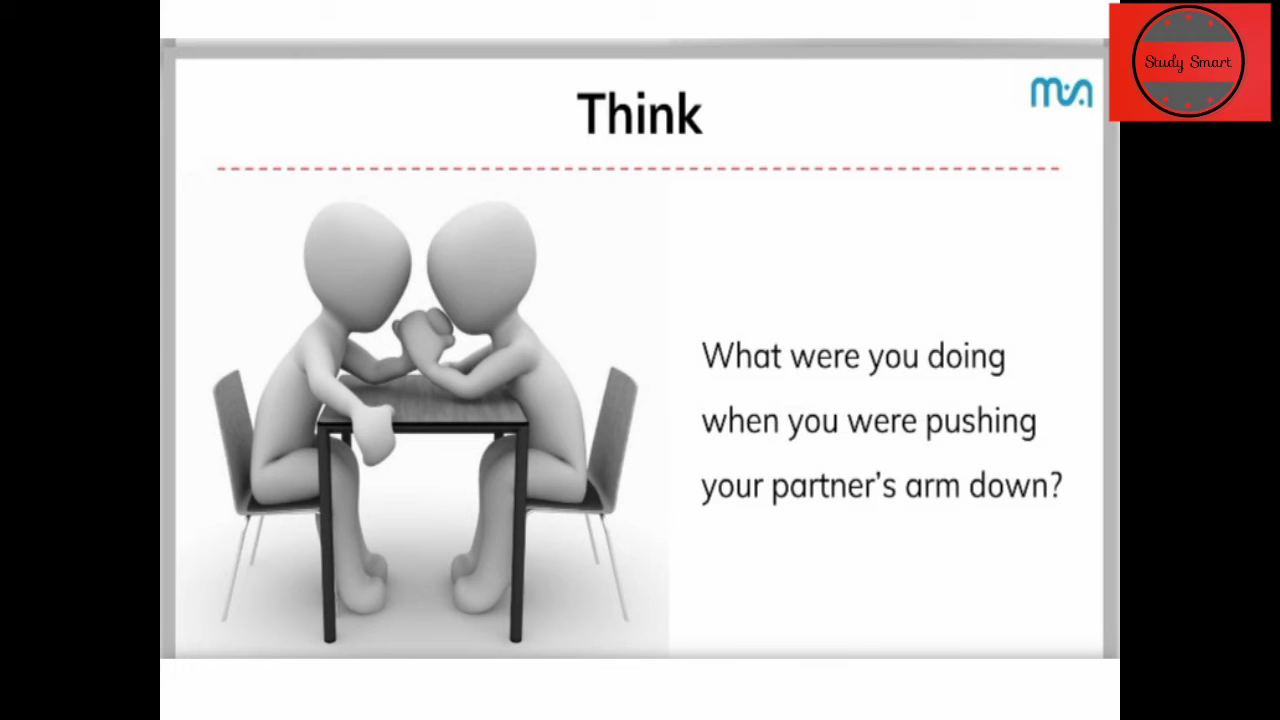 Study Smart
Think
What were you doing
when you were pushing
your partner's arm down?